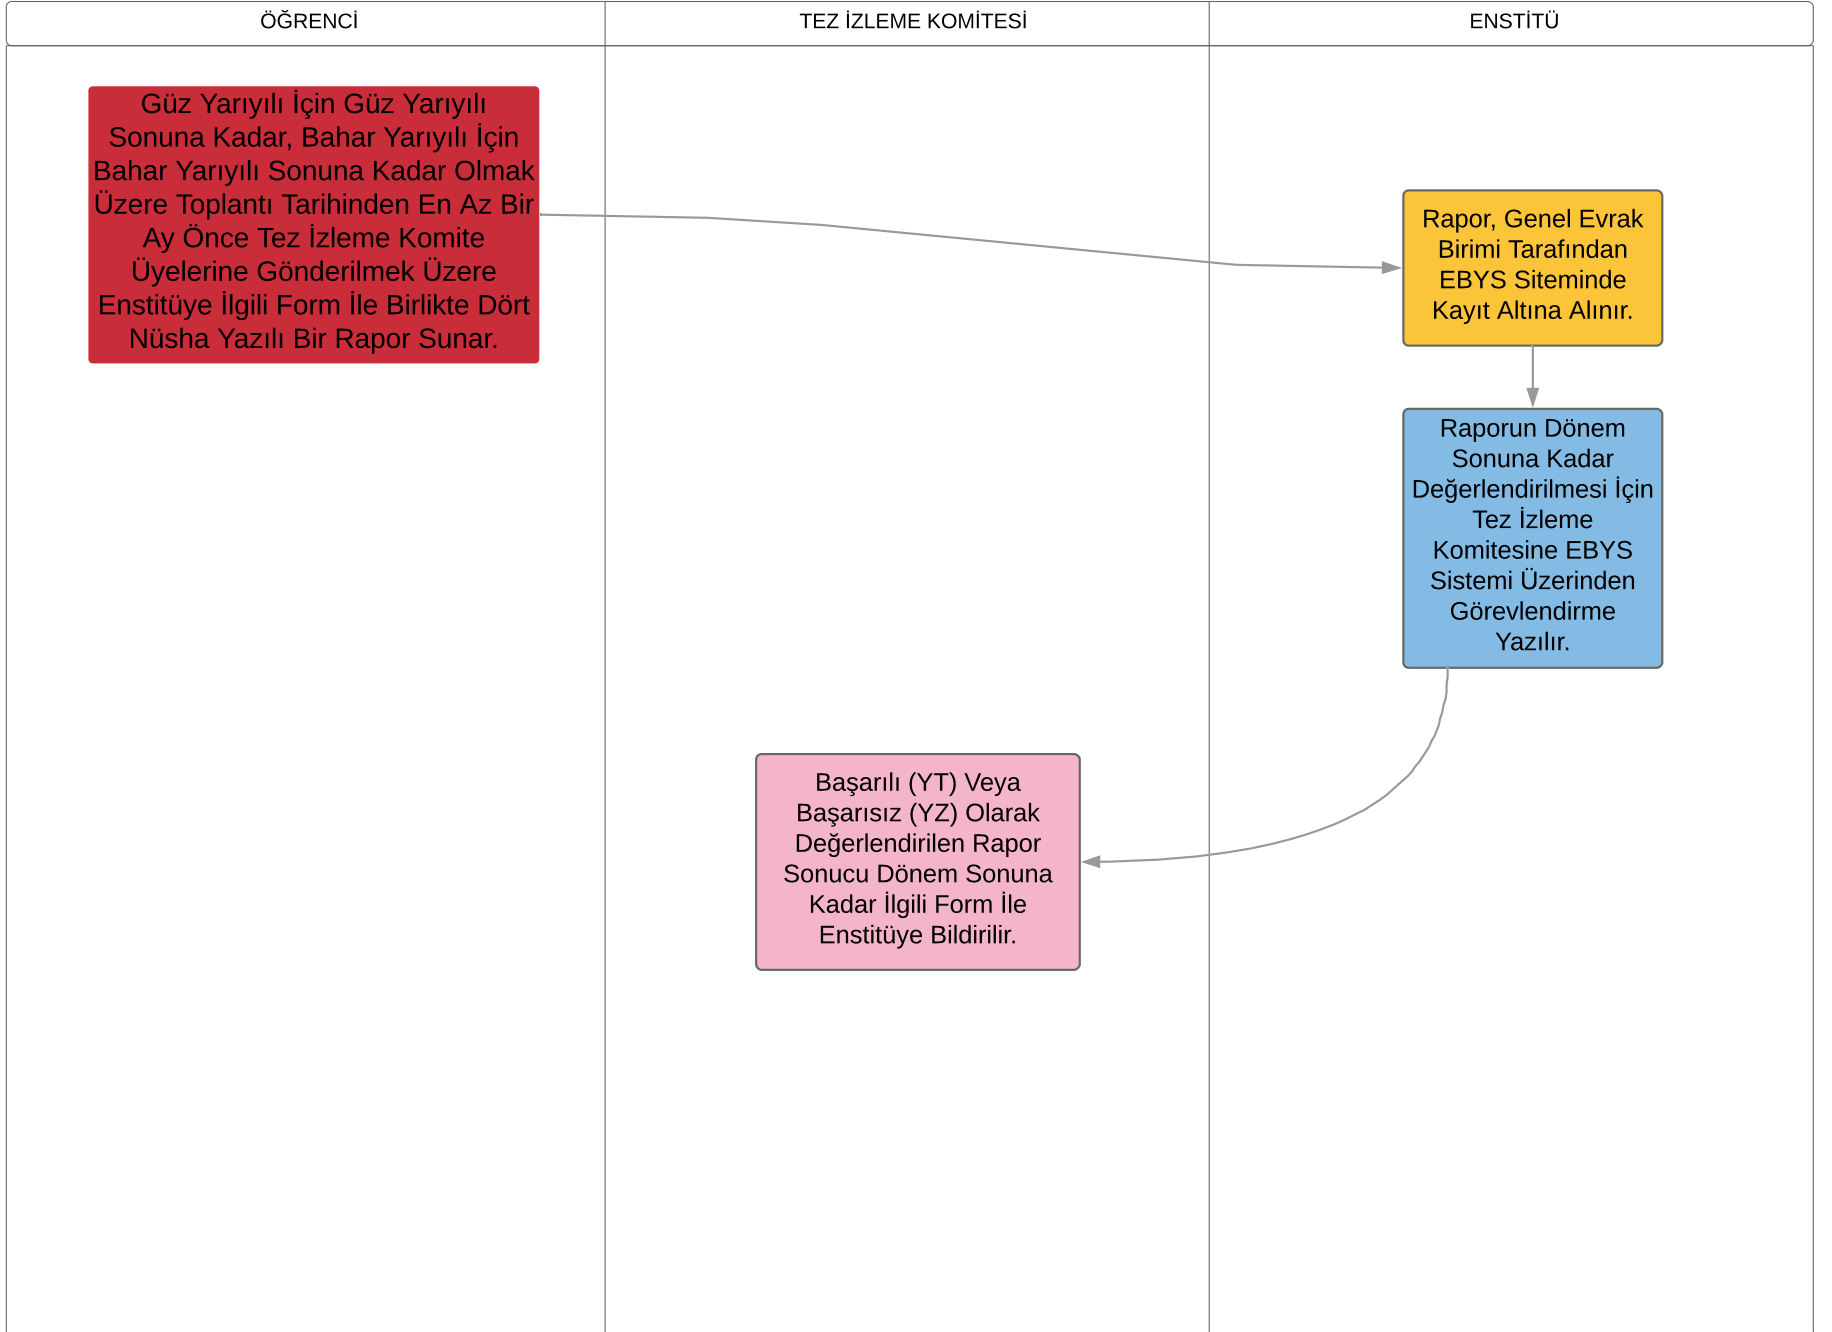 ÖĞRENCİ
TEZ İZLEME KOMİTESİ
ENSTİTÜ
Güz Yarıyılı İçin Güz Yarıyılı
Sonuna Kadar, Bahar Yarıyılı İçin
Bahar Yarıyılı Sonuna Kadar Olmak
Üzere Toplantı Tarihinden En Az Bir
Ay Önce Tez İzleme Komite
Üyelerine Gönderilmek Üzere
Enstitüye İlgili Form İle Birlikte Dört
Nüsha Yazılı Bir Rapor Sunar.
Rapor, Genel Evrak
Birimi Tarafından
EBYS Siteminde
Kayıt Altına Alınır.
Raporun Dönem
Sonuna Kadar
Değerlendirilmesi İçin
Tez İzleme
Komitesine EBYS
Sistemi Üzerinden
Görevlendirme
Yazılır.
Başarılı (YT) Veya
Başarısız (YZ) Olarak
Değerlendirilen Rapor
Sonucu Dönem Sonuna
Kadar İlgili Form İle
Enstitüye Bildirilir.